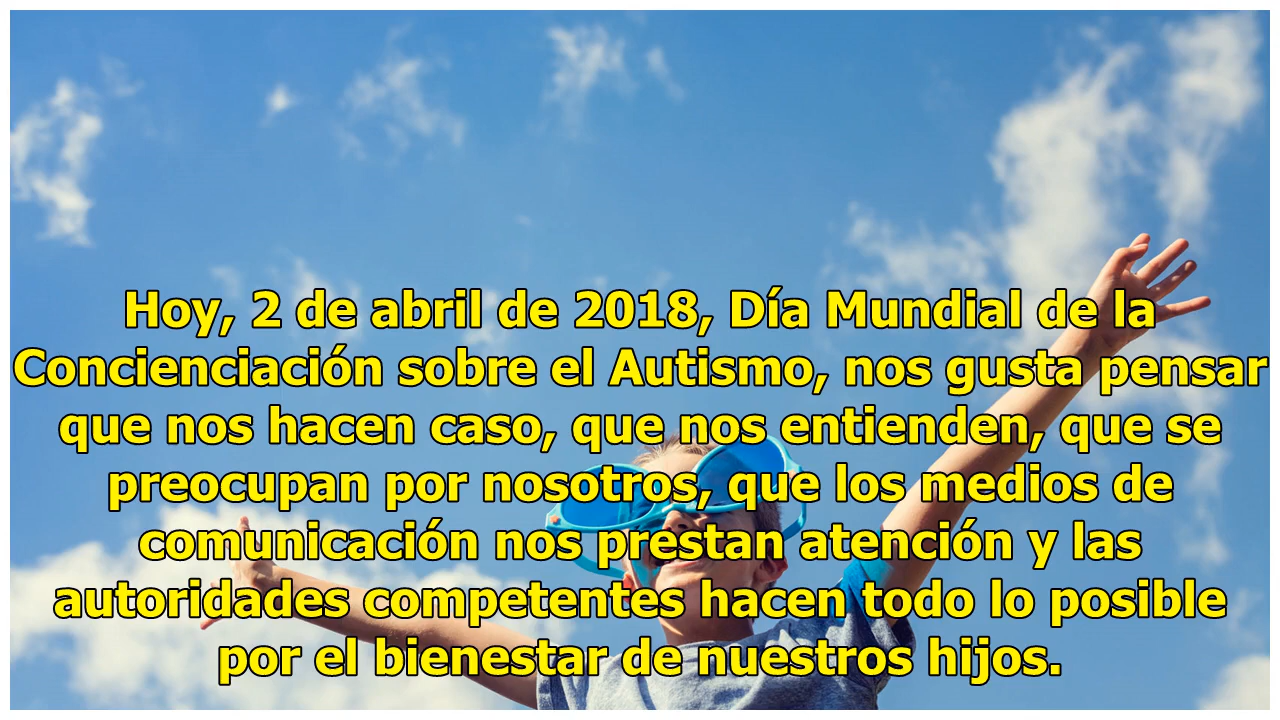 Hoy, 2 de abril de 2018, Día Mundial de la
Concienciación sobre el Autismo, nos gusta pensar
que nos hacen caso, que nos entienden, que se
preocupan por nosotros, que los medios de
comunicación nos prestan atención y las
autoridades competentes hacen todo lo posible
por el bienestar de nuestros hijos.